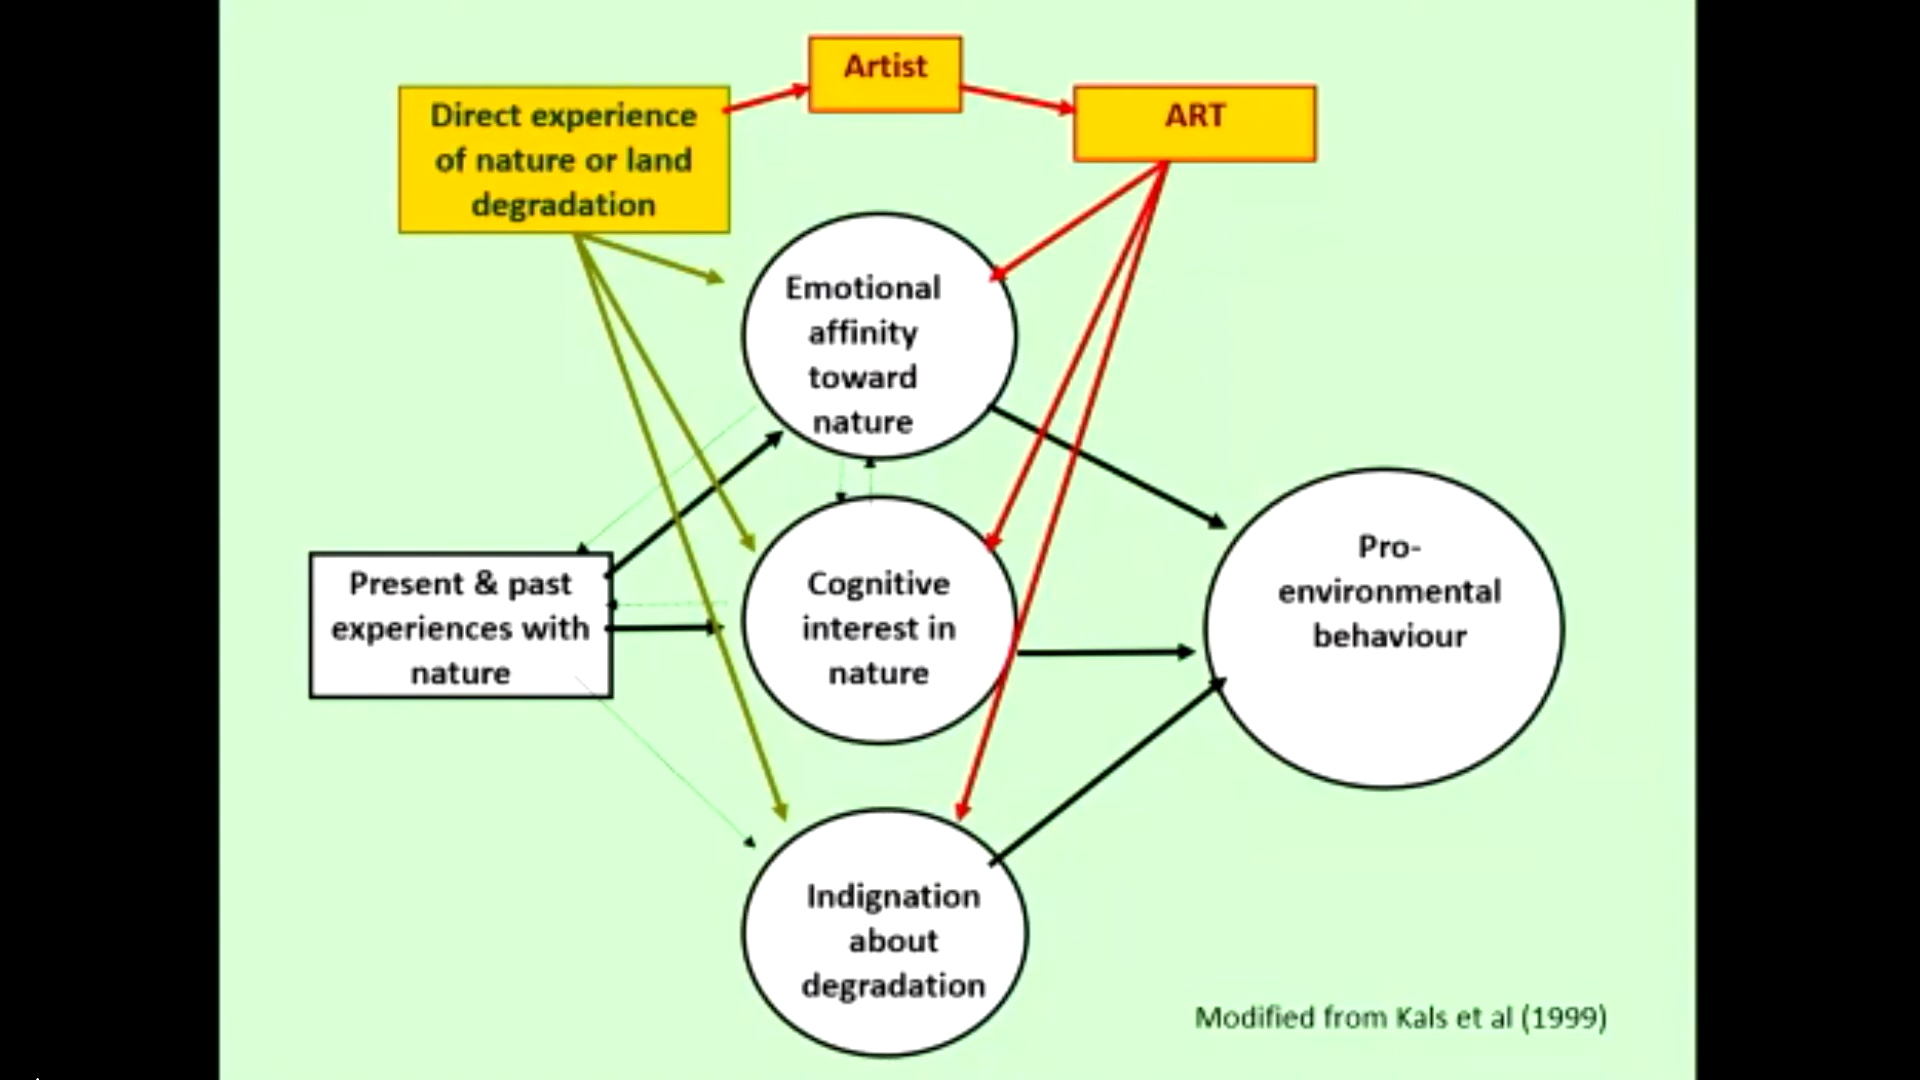 Artist
Direct experience
of nature or land
degradation
ART
Emotional
affinity
toward
nature
Present & past
experiences with
nature
Cognitive
interest in
nature
Pro-
environmental
behaviour
Indignation
about
degradation
Modified from Kals et al (1999)